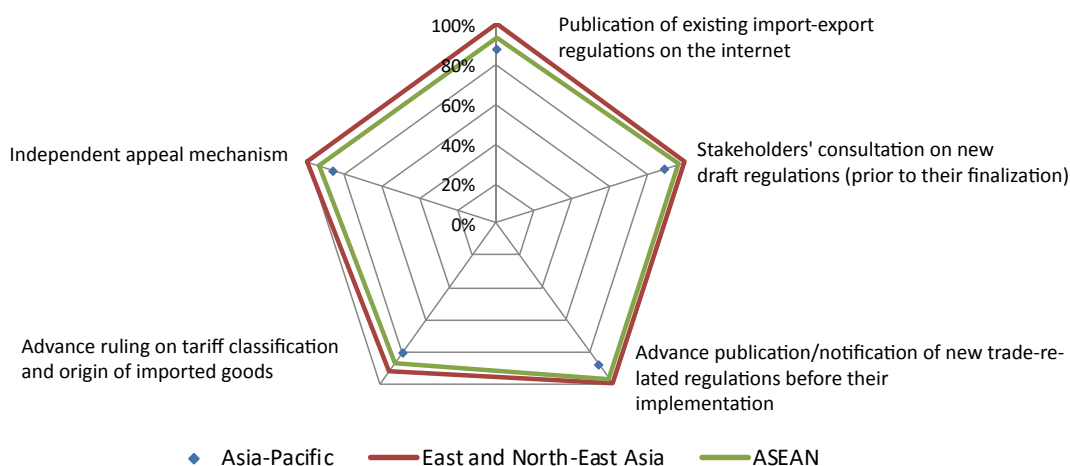 100%
80%
60%
40%
20%
0%
Publication of existing import-export
regulations on the internet
Stakeholders' consultation on new
draft regulations (prior to their finalization)
Advance publication/notification of new trade-re-
lated regulations before their
implementation
Advance ruling on tariff classification
and origin of imported goods
Independent appeal mechanism
Asia-Pacific
East and North-East Asia
ASEAN